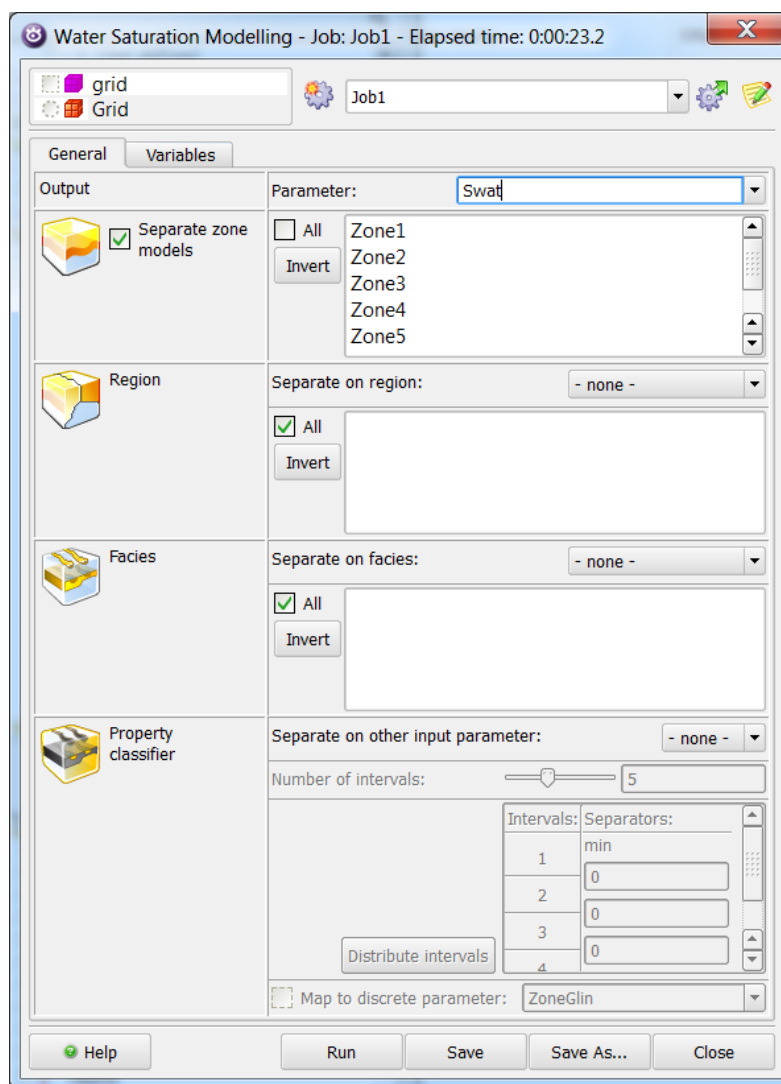 Water Saturation Modelling - Job: Job1 - Elapsed time: 0:00:23.2
grid
Grid
Job1
General
Variables
Output
Parameter:
Swat
Separate zone
models
All
Invert
Zone1
Zone2
Zone3
Zone4
Zone5
Region
Separate on region:
- none -
All
Invert
Facies
Separate on facies:
- none -
All
Invert
Property
classifier
Separate on other input parameter:
- none -
Number of intervals:
5
Intervals:
Separators:
min
1
0
2
0
3
0
4
Distribute intervals
Map to discrete parameter:
ZoneGlin
Help
Run
Save
Save As...
Close